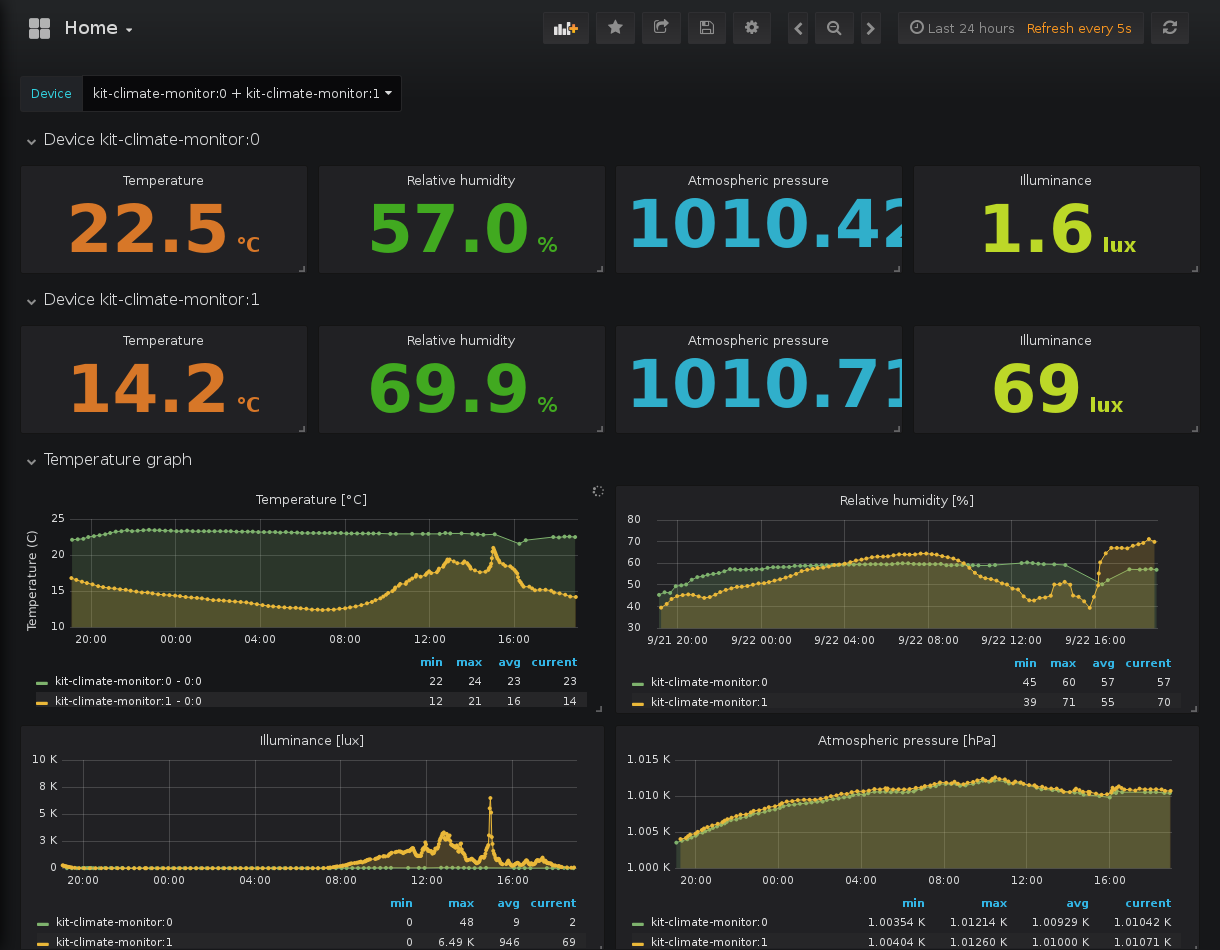 Home
Last 24 hours Refresh every 5s
Device kit-climate-monitor:0 + kit-climate-monitor:1
Device kit-climate-monitor:0
Temperature Relative humidity Atmospheric pressure Illuminance
22.5 °C 57.0 % 1010.42 1.6 lux
Device kit-climate-monitor:1
Temperature Relative humidity Atmospheric pressure Illuminance
14.2 °C 69.9 % 1010.71 69 lux
Temperature graph
Temperature [°C]
Temperature (C)
25
20
15
10
20:00 00:00 04:00 08:00 12:00 16:00
min max avg current
kit-climate-monitor:0 - 0:0 22 24 23 23
kit-climate-monitor:1 - 0:0 12 21 16 14
Relative humidity [%]
80
70
60
50
40
30
9/21 20:00 9/22 00:00 9/22 04:00 9/22 08:00 9/22 12:00 9/22 16:00
min max avg current
kit-climate-monitor:0 45 60 57 57
kit-climate-monitor:1 39 71 55 70
Illuminance [lux]
10 K
8 K
5 K
3 K
0
20:00 00:00 04:00 08:00 12:00 16:00
min max avg current
kit-climate-monitor:0 0 48 9 2
kit-climate-monitor:1 0 6.49 K 946 69
Atmospheric pressure [hPa]
1.015 K
1.010 K
1.005 K
1.000 K
20:00 00:00 04:00 08:00 12:00 16:00
min max avg current
kit-climate-monitor:0 1.00354 K 1.01214 K 1.00929 K 1.01042 K
kit-climate-monitor:1 1.00404 K 1.01260 K 1.01000 K 1.01071 K